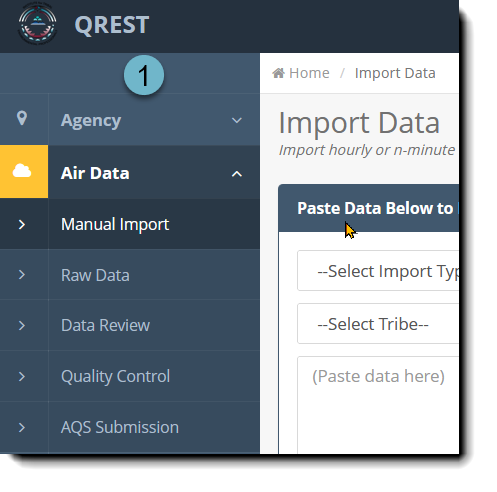 QREST
1
Agency
Air Data
Manual Import
Raw Data
Data Review
Quality Control
AQS Submission
Home / Import Data
Import Data
Import hourly or n-minute
Paste Data Below to
--Select Import Typ
--Select Tribe--
(Paste data here)